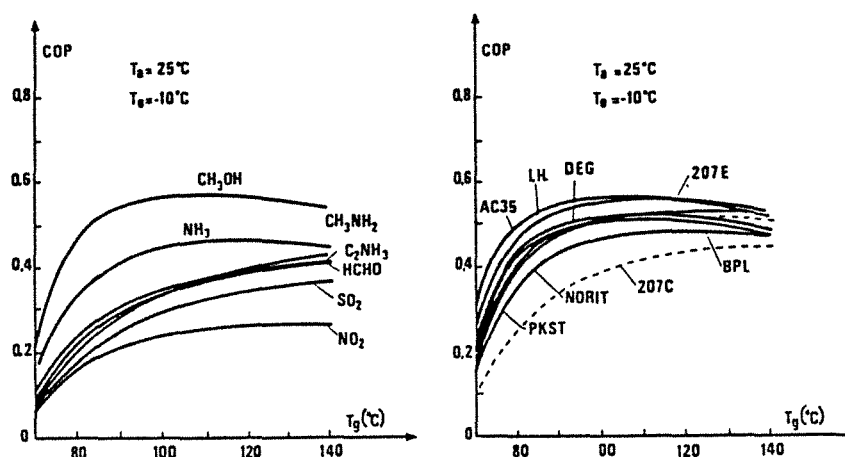 COP
Ta = 25°C
Te = -10°C
0,8
0,6
0,4
0,2
0
CH₃OH
NH₃
CH₃NH₂
C₂NH₃
HCHO
SO₂
NO₂
Tg (°C)
80
100
120
140
COP
Ta = 25°C
Te = -10°C
0,8
0,6
0,4
0,2
0
AC35
LH
DEG
207E
BPL
NORIT
207C
PKST
Tg (°C)
80
00
120
140